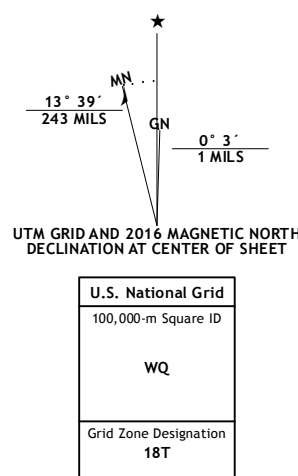 ★
MN
13° 39´
243 MILS
GN
0° 3´
1 MILS
UTM GRID AND 2016 MAGNETIC NORTH
DECLINATION AT CENTER OF SHEET
U.S. National Grid
100,000-m Square ID
WQ
Grid Zone Designation
18T